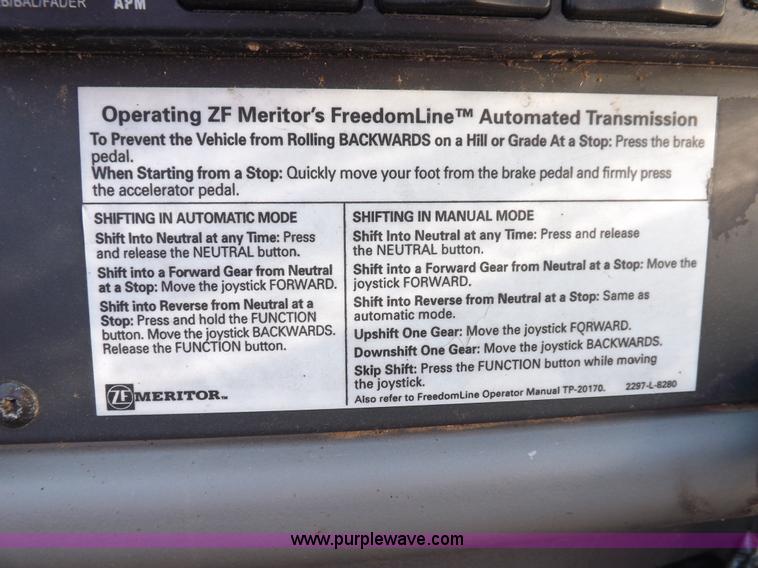 B/BAL/FADER APM
Operating ZF Meritor's FreedomLine™ Automated Transmission
To Prevent the Vehicle from Rolling BACKWARDS on a Hill or Grade At a Stop: Press the brake
pedal.
When Starting from a Stop: Quickly move your foot from the brake pedal and firmly press
the accelerator pedal.
SHIFTING IN AUTOMATIC MODE
Shift Into Neutral at any Time: Press
and release the NEUTRAL button.
Shift into a Forward Gear from Neutral
at a Stop: Move the joystick FORWARD.
Shift into Reverse from Neutral at a
Stop: Press and hold the FUNCTION
button. Move the joystick BACKWARDS.
Release the FUNCTION button.
ZF MERITOR™
SHIFTING IN MANUAL MODE
Shift Into Neutral at any Time: Press and release
the NEUTRAL button.
Shift into a Forward Gear from Neutral at a Stop: Move the
joystick FORWARD.
Shift into Reverse from Neutral at a Stop: Same as
automatic mode.
Upshift One Gear: Move the joystick FORWARD.
Downshift One Gear: Move the joystick BACKWARDS.
Skip Shift: Press the FUNCTION button while moving
the joystick.
Also refer to FreedomLine Operator Manual TP-20170. 2297-L-8280
www.purplewave.com